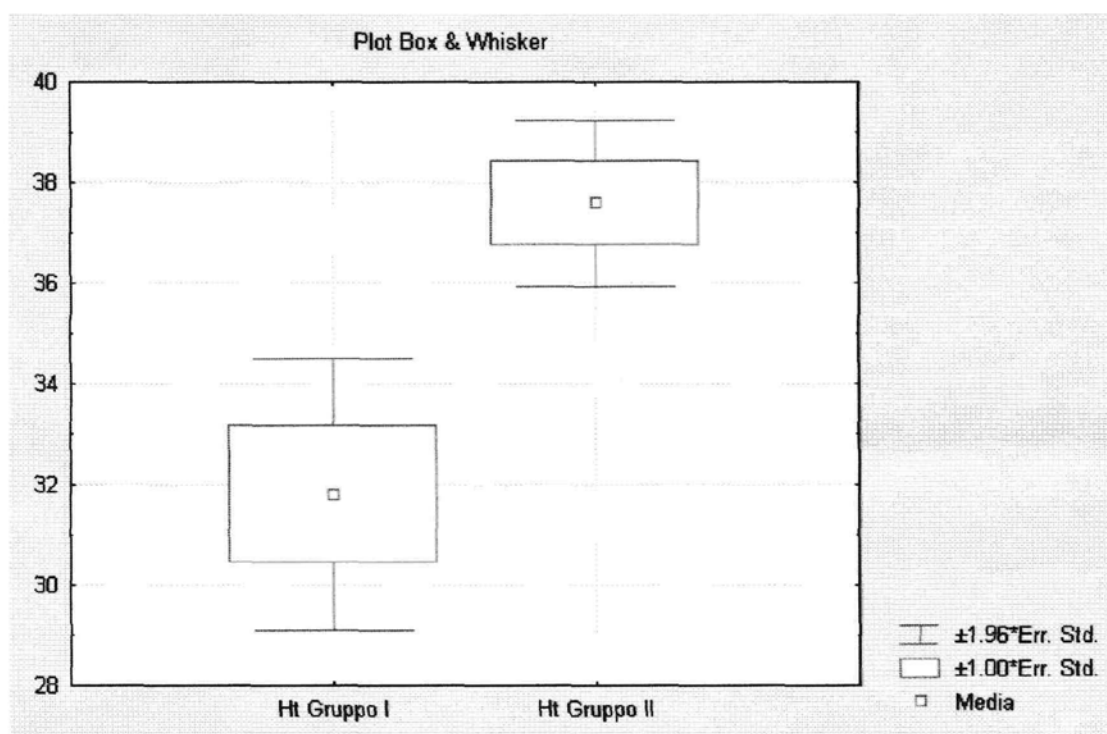 Plot Box & Whisker
40
38
36
34
32
30
28
Ht Gruppo I
Ht Gruppo II
±1.96*Err. Std.
±1.00*Err. Std.
Media